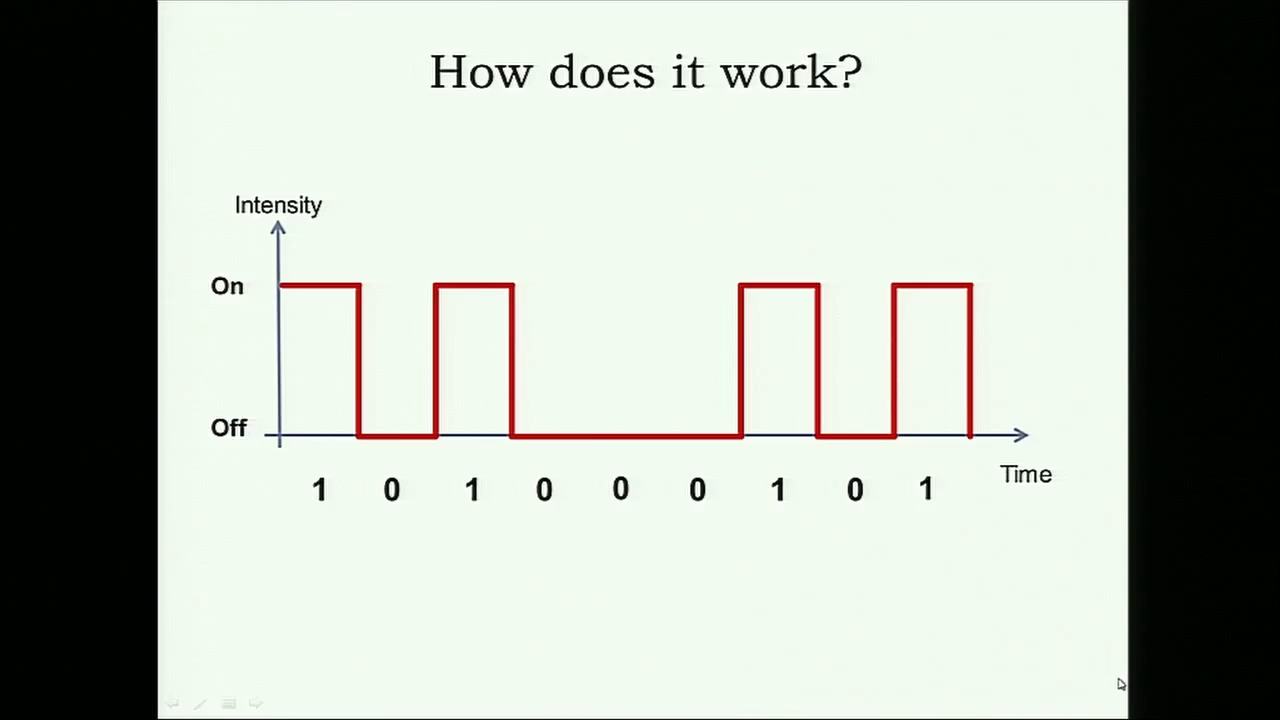 How does it work?
Intensity
On
Off
1 0 1 0 0 0 1 0 1
Time